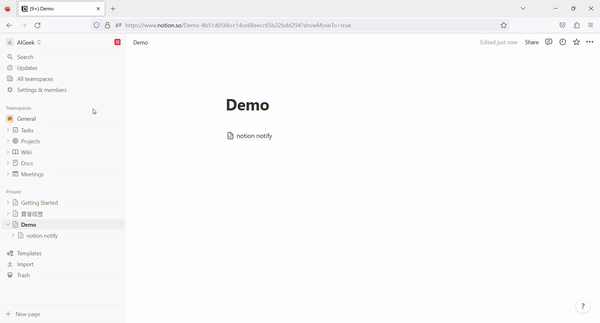 (9+) Demo
https://www.notion.so/Demo-4b51d0566cc14ce68eecc65b22bdd294?showMoveTo=true
AIGeek
Demo
Edited just now
Share
Search
Updates
All teamspaces
Settings & members
Teamspaces
General
Tasks
Projects
Wiki
Docs
Meetings
Private
Getting Started
Demo
notion notify
Templates
Import
Trash
New page
Demo
notion notify
?